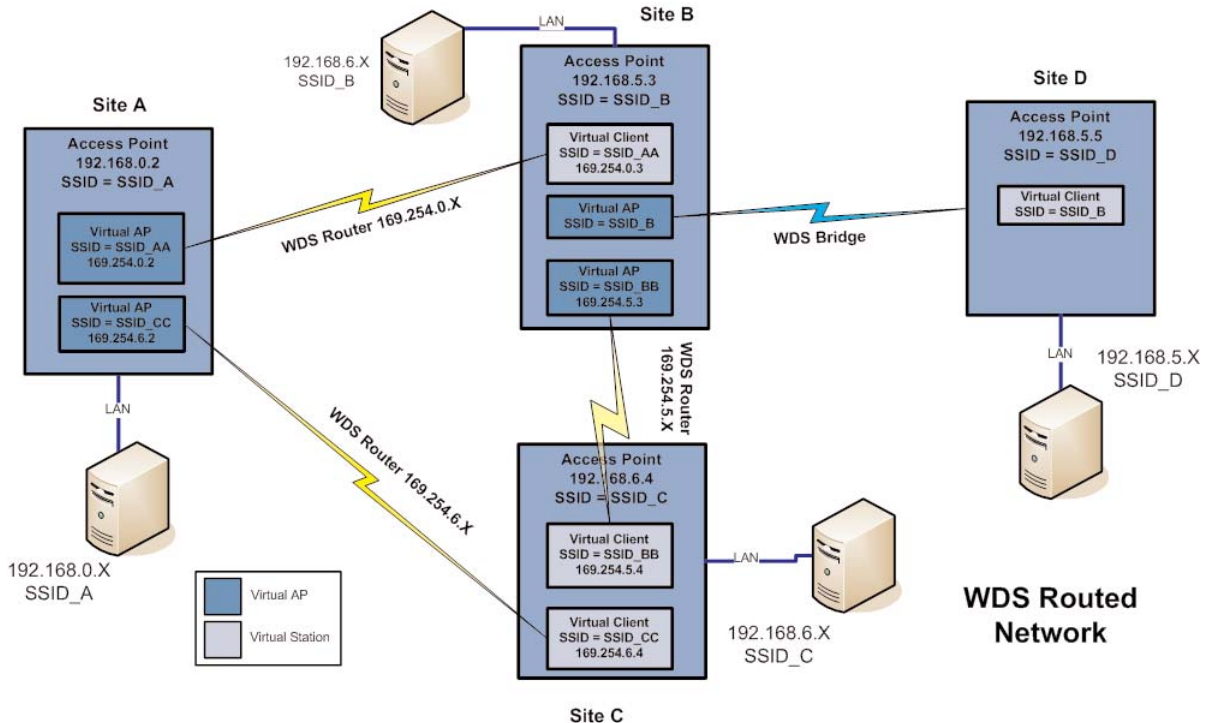 Site B
LAN
192.168.6.X
SSID_B
Access Point
192.168.5.3
SSID = SSID_B
Virtual Client
SSID = SSID_AA
169.254.0.3
Virtual AP
SSID = SSID_B
Virtual AP
SSID = SSID_BB
169.254.5.3
Site A
Access Point
192.168.0.2
SSID = SSID_A
Virtual AP
SSID = SSID_AA
169.254.0.2
Virtual AP
SSID = SSID_CC
169.254.6.2
LAN
192.168.0.X
SSID_A
WDS Router 169.254.0.X
WDS Router 169.254.6.X
WDS Router
169.254.5.X
WDS Bridge
Site D
Access Point
192.168.5.5
SSID = SSID_D
Virtual Client
SSID = SSID_B
LAN
192.168.5.X
SSID_D
Access Point
192.168.6.4
SSID = SSID_C
Virtual Client
SSID = SSID_BB
169.254.5.4
Virtual Client
SSID = SSID_CC
169.254.6.4
LAN
192.168.6.X
SSID_C
Site C
Virtual AP
Virtual Station
WDS Routed
Network